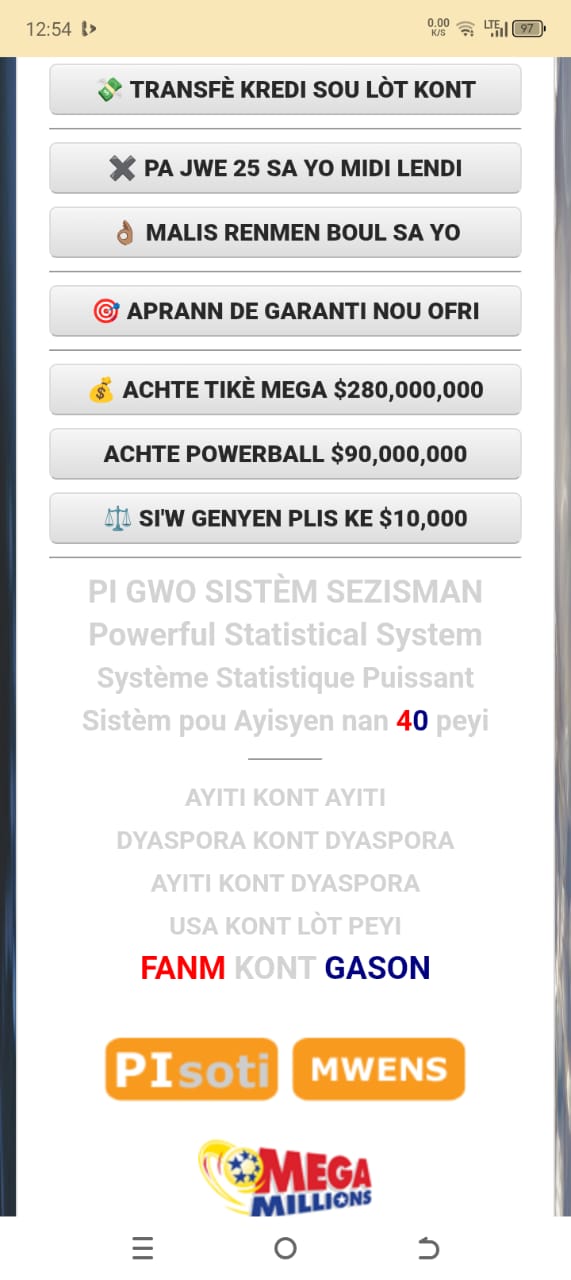 12:54
0.00
K/S
LTE
97
TRANSFÈ KREDI SOU LÒT KONT
PA JWE 25 SA YO MIDI LENDI
MALIS RENMEN BOUL SA YO
APRANN DE GARANTI NOU OFRI
ACHTE TIKÈ MEGA $280,000,000
ACHTE POWERBALL $90,000,000
SI'W GENYEN PLIS KE $10,000
PI GWO SISTÈM SEZISMAN
Powerful Statistical System
Système Statistique Puissant
Sistèm pou Ayisyen nan 40 peyi
AYITI KONT AYITI
DYASPORA KONT DYASPORA
AYITI KONT DYASPORA
USA KONT LÒT PEYI
FANM KONT GASON
PIsoti
MWENS
MEGA
MILLIONS